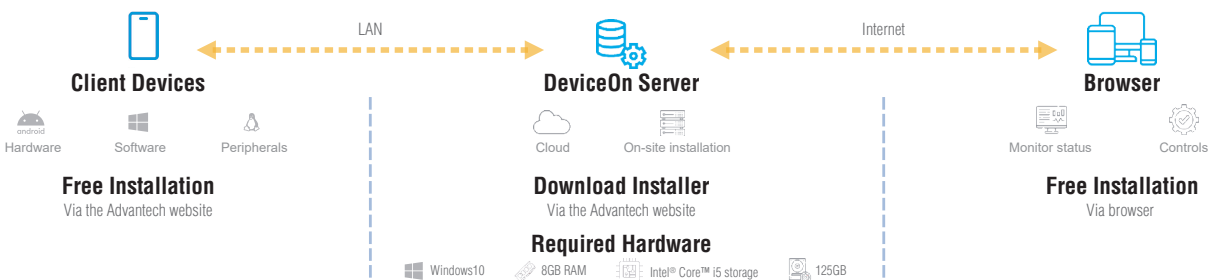 LAN
Internet
Client Devices
DeviceOn Server
Browser
android
Hardware
Software
Peripherals
Cloud
On-site installation
Monitor status
Controls
Free Installation
Via the Advantech website
Download Installer
Via the Advantech website
Free Installation
Via browser
Required Hardware
Windows10
8GB RAM
Intel® Core™ i5 storage
125GB